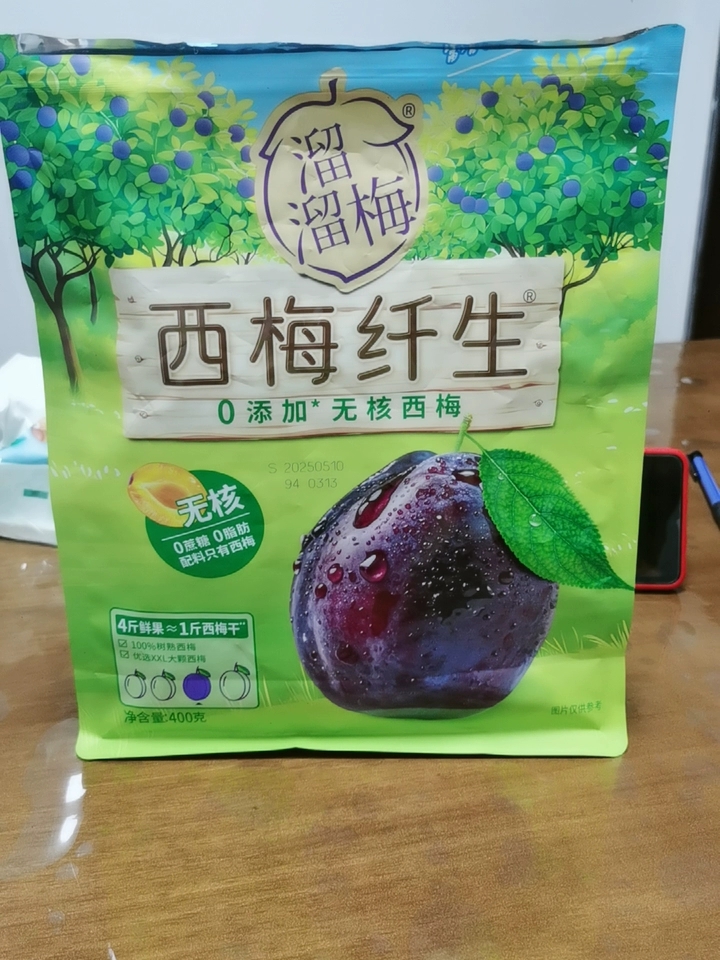 溜
溜梅
®
西梅纤生®
0添加*无核西梅
S 20250510
94 0313
无核
0蔗糖 0脂肪
配料只有西梅
4斤鲜果≈1斤西梅干**
100%树熟西梅
优选XXL大颗西梅
净含量:400克
图片仅供参考